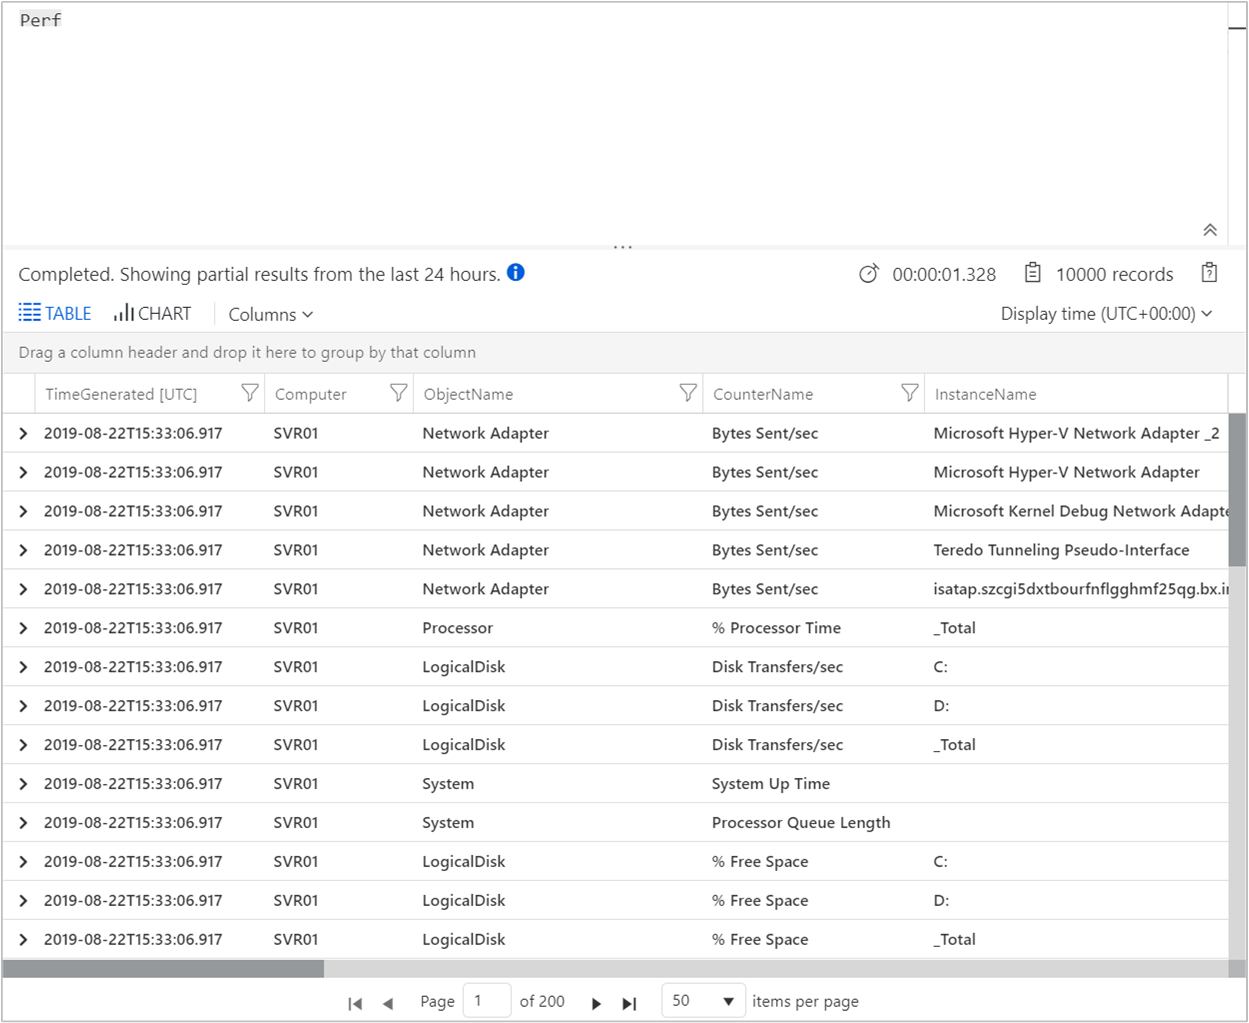 Perf
...
Completed. Showing partial results from the last 24 hours. 00:00:01.328 10000 records
TABLE CHART Columns Display time (UTC+00:00)
Drag a column header and drop it here to group by that column
TimeGenerated [UTC] Computer ObjectName CounterName InstanceName
2019-08-22T15:33:06.917 SVR01 Network Adapter Bytes Sent/sec Microsoft Hyper-V Network Adapter _2
2019-08-22T15:33:06.917 SVR01 Network Adapter Bytes Sent/sec Microsoft Hyper-V Network Adapter
2019-08-22T15:33:06.917 SVR01 Network Adapter Bytes Sent/sec Microsoft Kernel Debug Network Adapte
2019-08-22T15:33:06.917 SVR01 Network Adapter Bytes Sent/sec Teredo Tunneling Pseudo-Interface
2019-08-22T15:33:06.917 SVR01 Network Adapter Bytes Sent/sec isatap.szcgi5dxtbourfnflgghmf25qg.bx.in
2019-08-22T15:33:06.917 SVR01 Processor % Processor Time _Total
2019-08-22T15:33:06.917 SVR01 LogicalDisk Disk Transfers/sec C:
2019-08-22T15:33:06.917 SVR01 LogicalDisk Disk Transfers/sec D:
2019-08-22T15:33:06.917 SVR01 LogicalDisk Disk Transfers/sec _Total
2019-08-22T15:33:06.917 SVR01 System System Up Time
2019-08-22T15:33:06.917 SVR01 System Processor Queue Length
2019-08-22T15:33:06.917 SVR01 LogicalDisk % Free Space C:
2019-08-22T15:33:06.917 SVR01 LogicalDisk % Free Space D:
2019-08-22T15:33:06.917 SVR01 LogicalDisk % Free Space _Total
Page 1 of 200 50 items per page